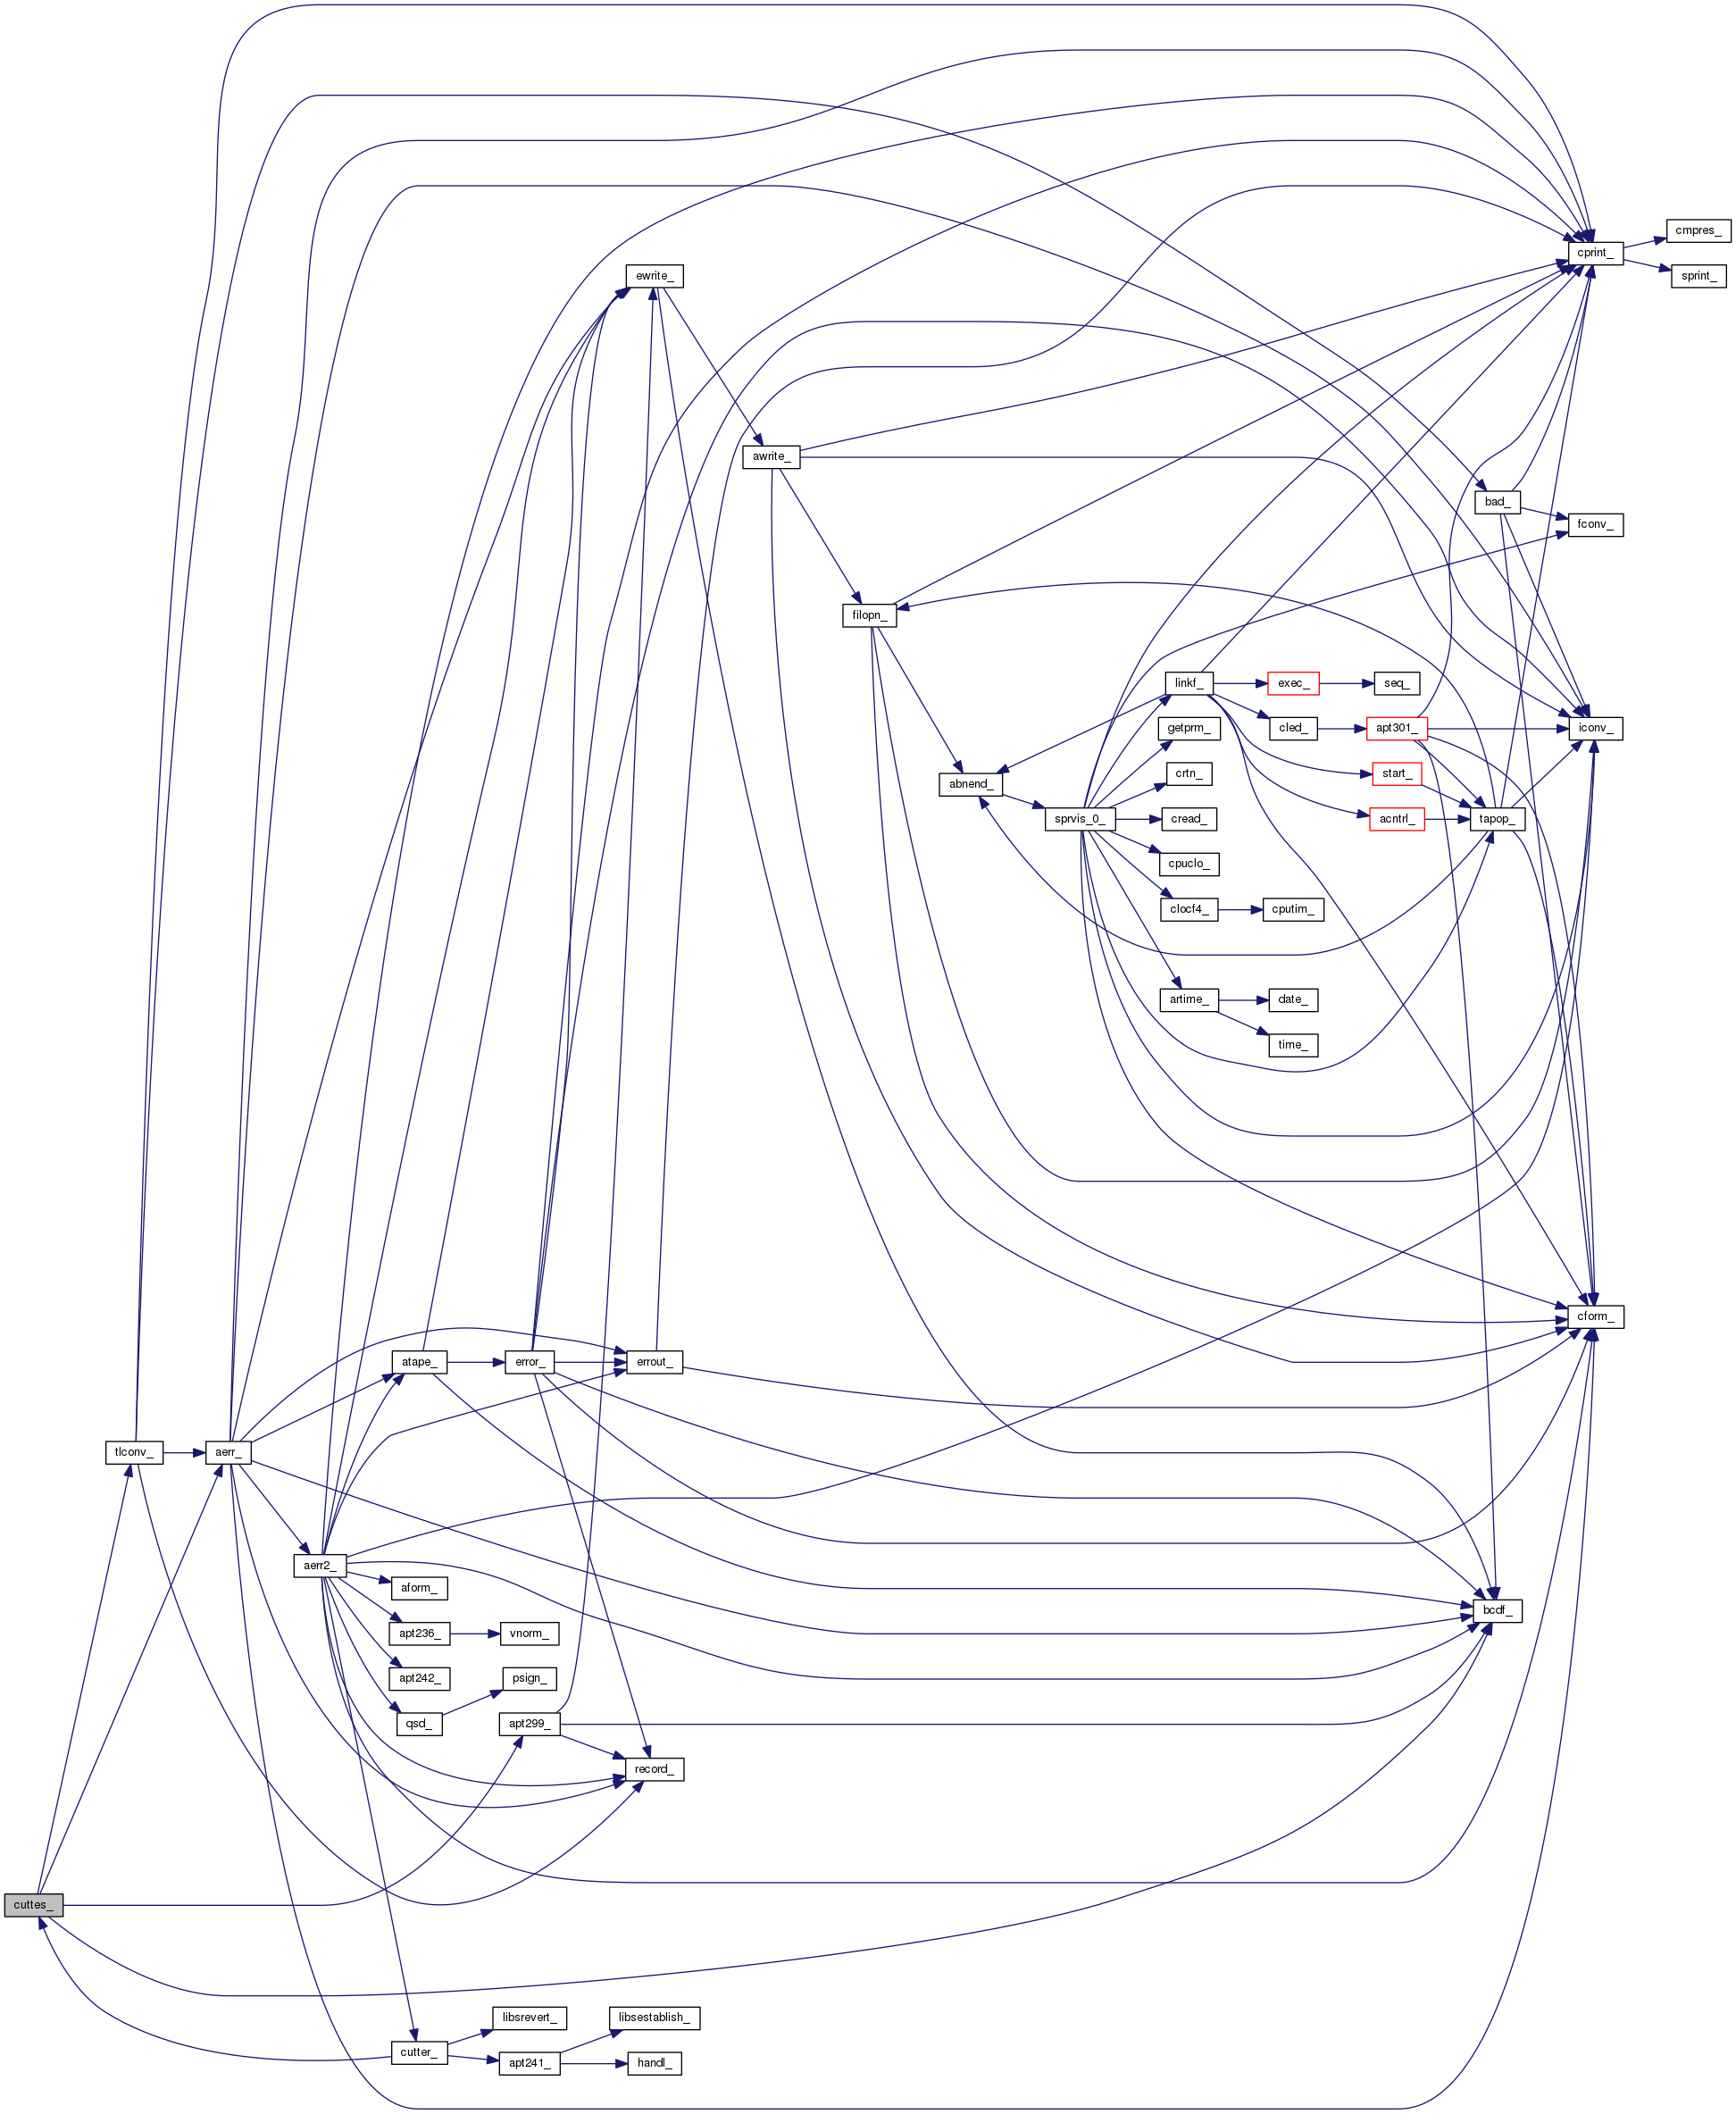 cmpres_
cprint_
sprint_
ewrite_
awrite_
bad_
fconv_
filopn_
linkf_
exec_
seq_
getprm_
cled_
apt301_
iconv_
crtn_
start_
abnend_
sprvis_0_
cread_
acntrl_
tapop_
cpuclo_
clocf4_
cputim_
artime_
date_
time_
cform_
atape_
error_
errout_
tlconv_
aerr_
aerr2_
aform_
bcdf_
apt236_
vnorm_
apt242_
psign_
qsd_
apt299_
record_
cuttes_
libsrevert_
libsestablish_
cutter_
apt241_
handl_